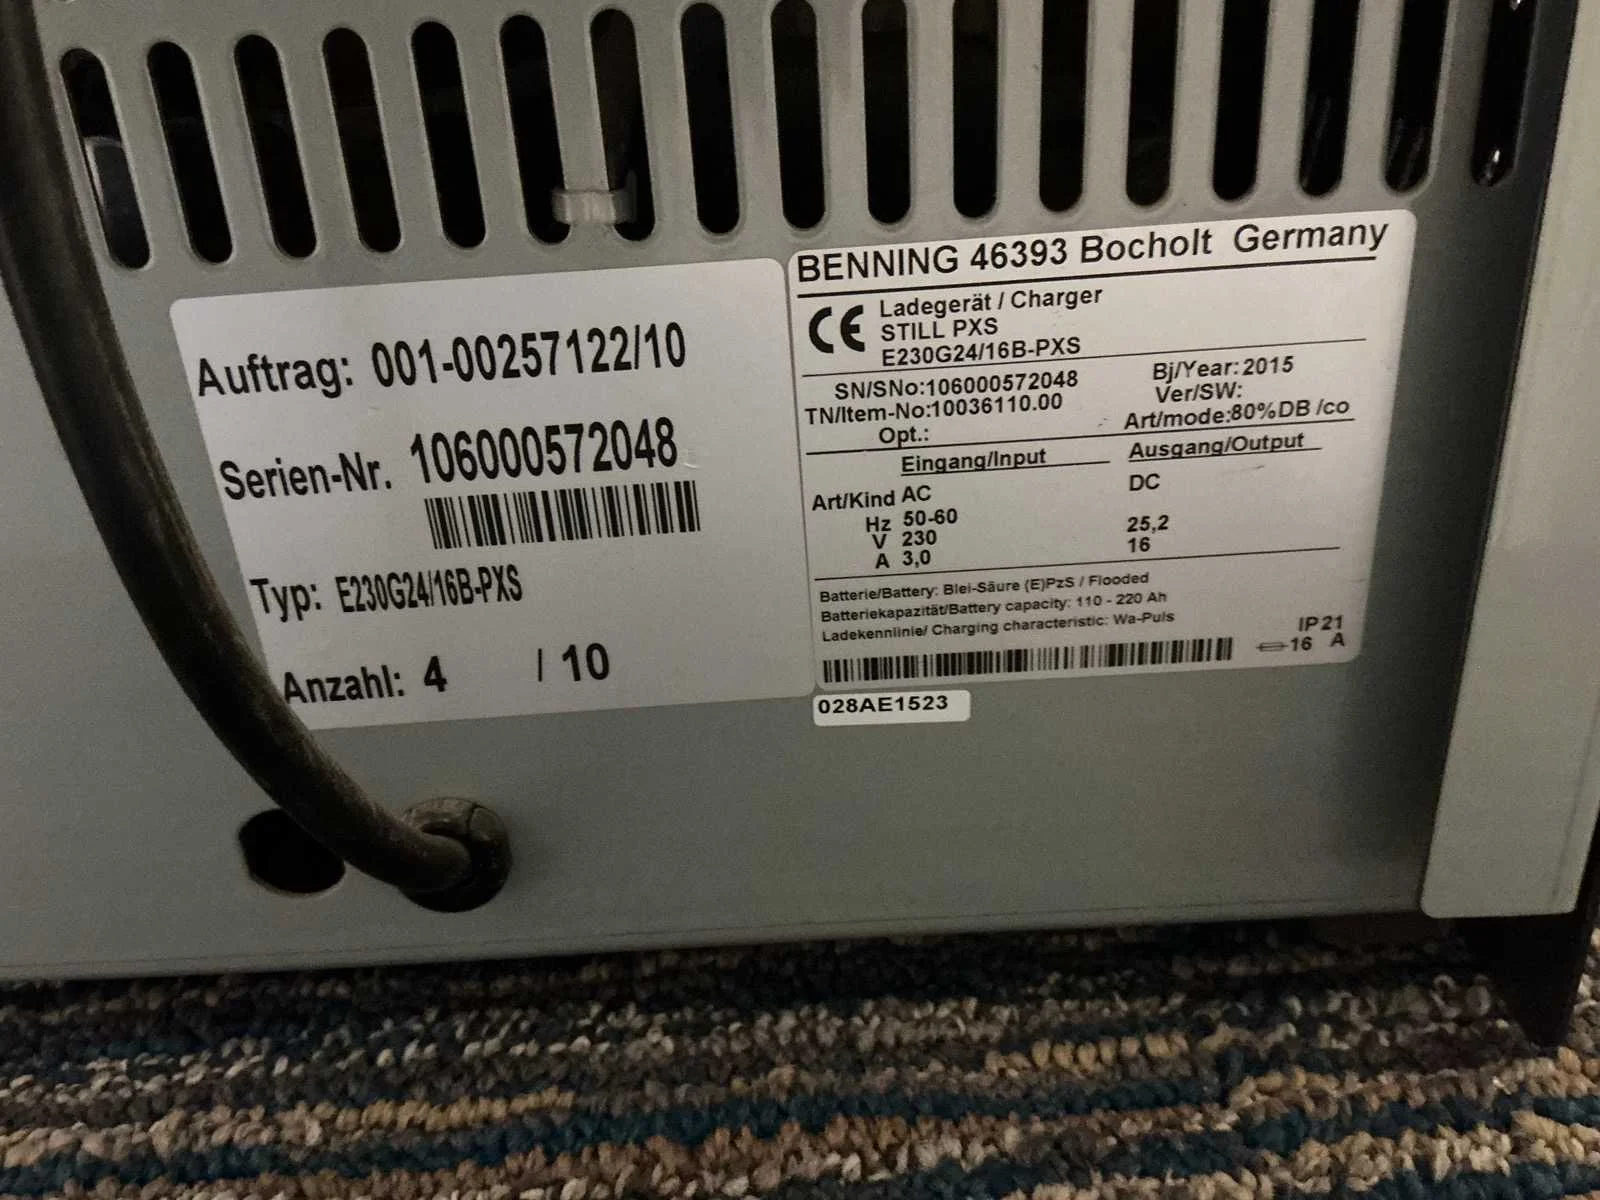 Auftrag: 001-00257122/10
Serien-Nr. 106000572048
Typ: E230G24/16B-PXS
Anzahl: 4 / 10
BENNING 46393 Bocholt Germany
CE Ladegerät / Charger
STILL PXS
E230G24/16B-PXS
SN/SNo:106000572048 Bj/Year:2015
TN/Item-No:10036110.00 Ver/SW:
Opt.: Art/mode:80%DB /co
Eingang/Input Ausgang/Output
Art/Kind AC DC
Hz 50-60
V 230 25,2
A 3,0 16
Batterie/Battery: Blei-Säure (E)PzS / Flooded
Batteriekapazität/Battery capacity: 110 - 220 Ah
Ladekennlinie/ Charging characteristic: Wa-Puls
IP 21
16 A
028AE1523